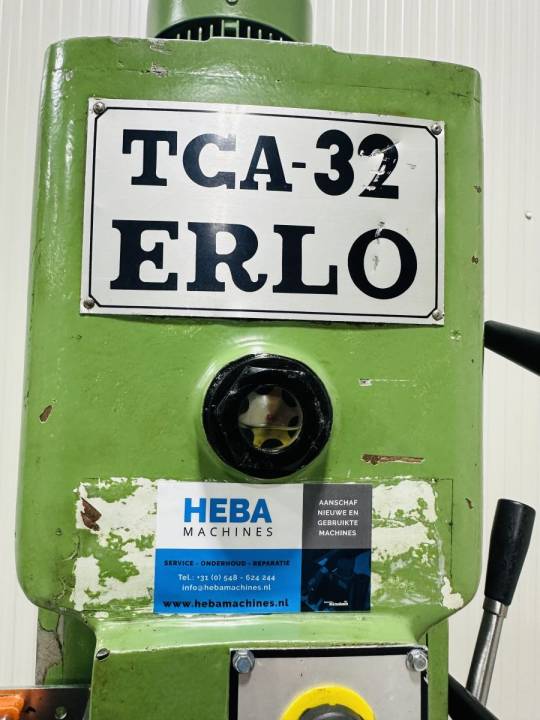 TCA-32
ERLO
HEBA
MACHINES
AANSCHAF
NIEUWE EN
GEBRUIKTE
MACHINES
SERVICE - ONDERHOUD - REPARATIE
Tel.: +31 (0) 548 - 624 244
info@hebamachines.nl
www.hebamachines.nl